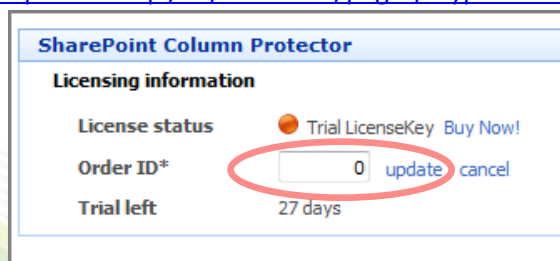 SharePoint Column Protector
Licensing information
License status Trial LicenseKey Buy Now!
Order ID* 0 update cancel
Trial left 27 days